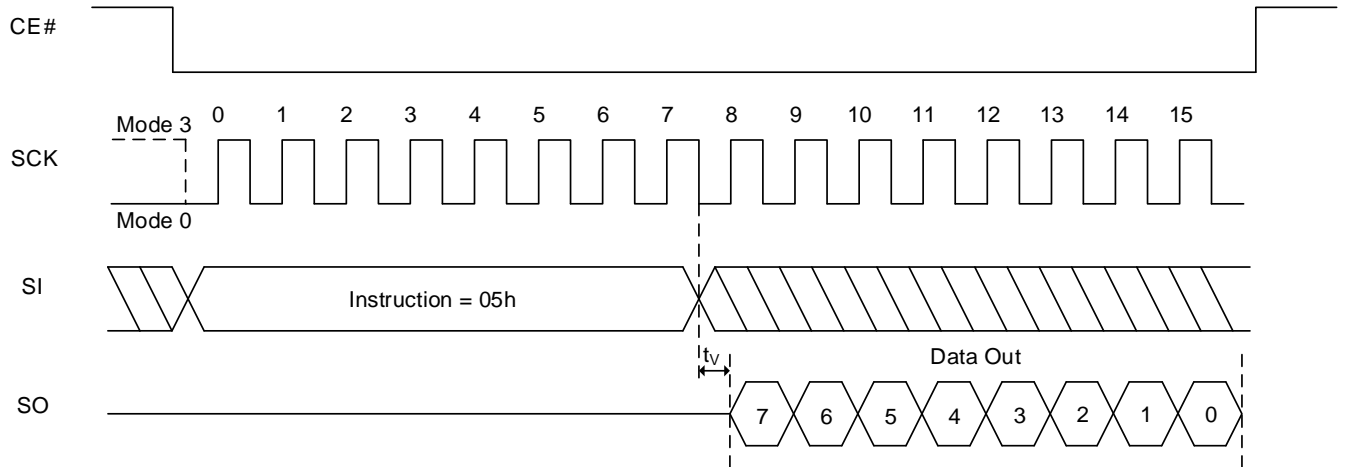 CE#
0 1 2 3 4 5 6 7 8 9 10 11 12 13 14 15
Mode 3
SCK
Mode 0
SI
Instruction = 05h
tV
Data Out
SO
7 6 5 4 3 2 1 0